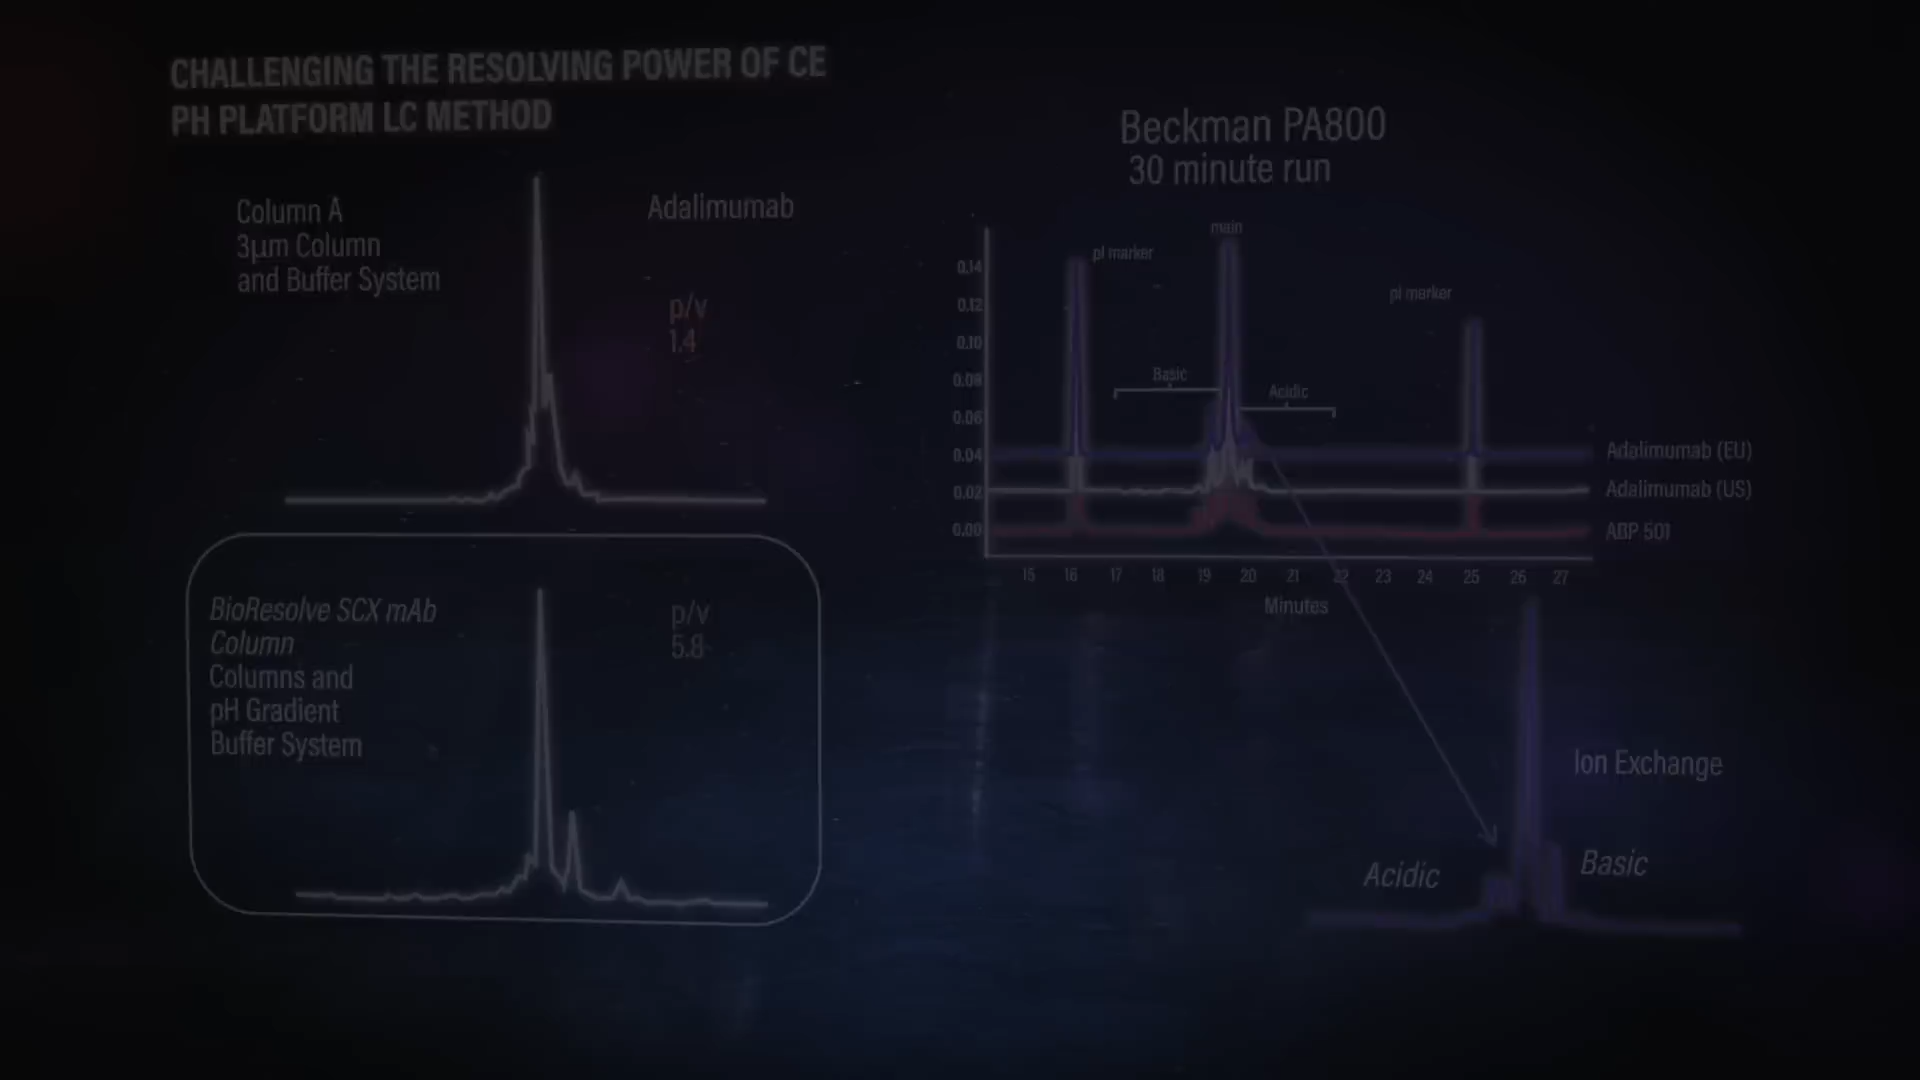 CHALLENGING THE RESOLVING POWER OF CE
PH PLATFORM LC METHOD
Column A
3µm Column
and Buffer System
Adalimumab
p/v
1.4
BioResolve SCX mAb
Column
Columns and
pH Gradient
Buffer System
p/v
5.8
Beckman PA800
30 minute run
main
pI marker
pI marker
Basic
Acidic
0.14
0.12
0.10
0.08
0.06
0.04
0.02
0.00
Adalimumab (EU)
Adalimumab (US)
ABP 501
15 16 17 18 19 20 21 22 23 24 25 26 27
Minutes
Ion Exchange
Acidic
Basic